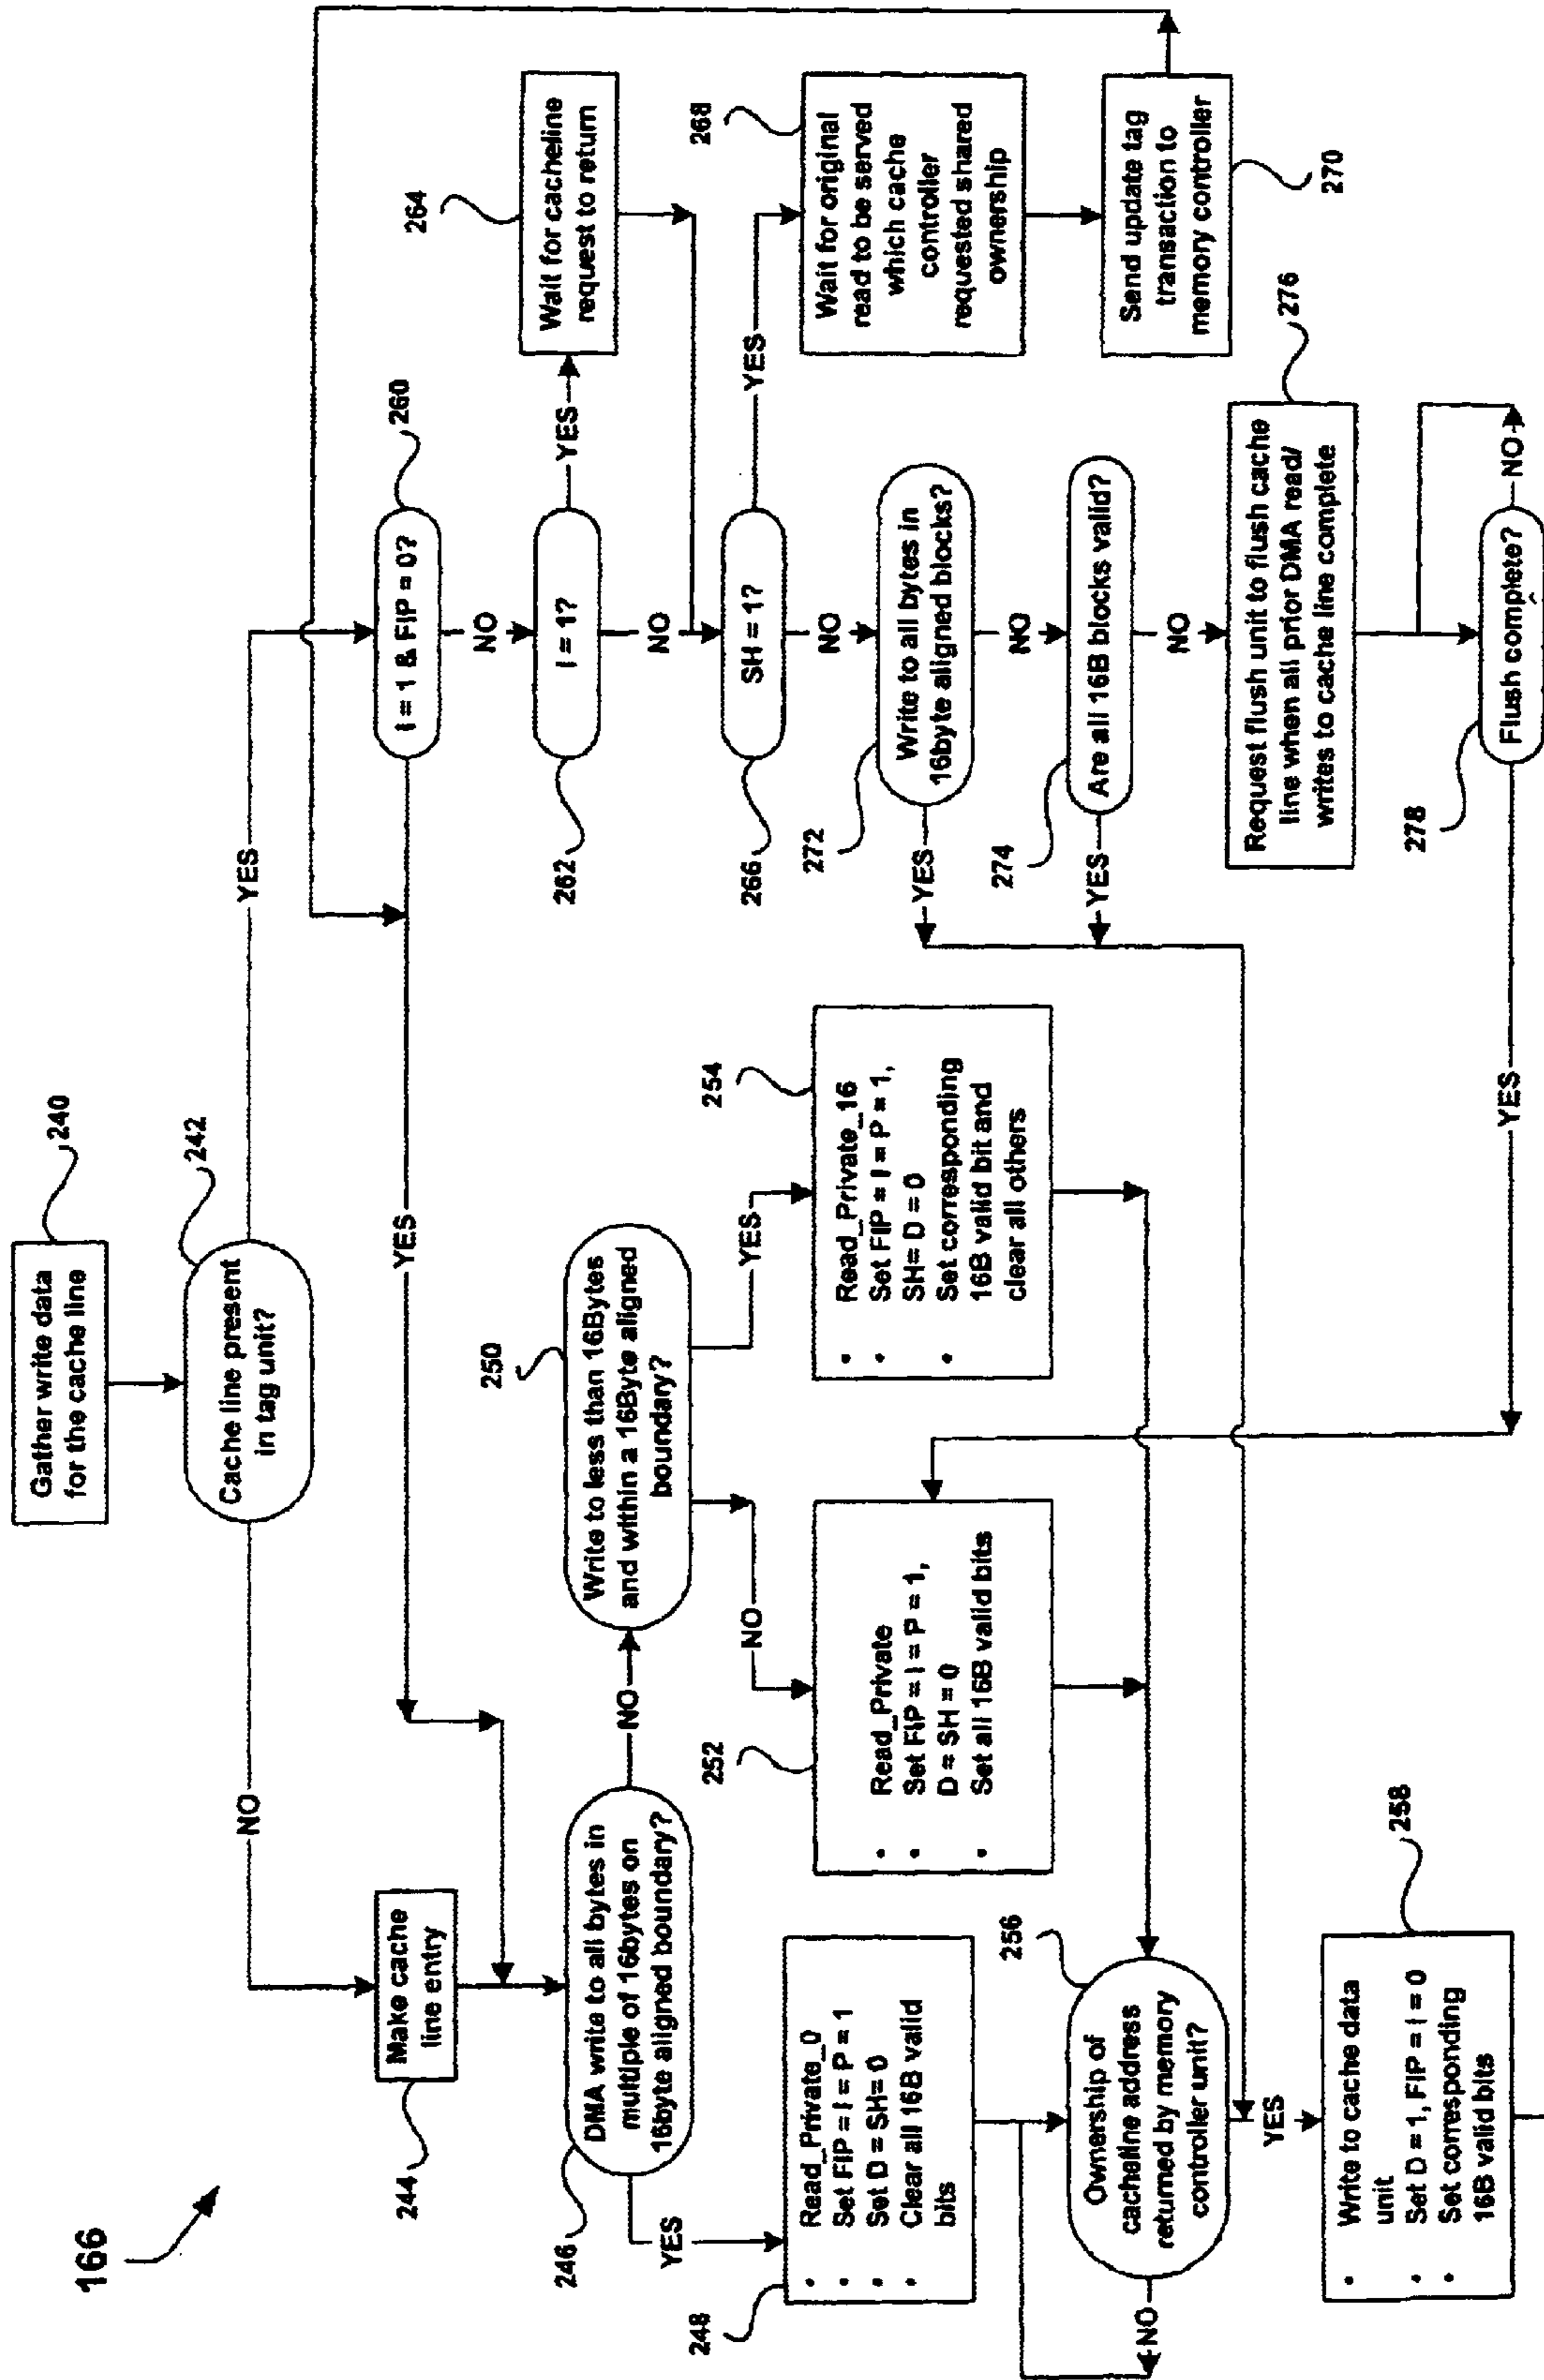 166
Gather write data
for the cache line
240
Cache line present
in tag unit?
242
NO
YES
Make cache
line entry
244
I = 1 & FIP = 0?
260
YES
NO
DMA write to all bytes in
multiple of 16bytes on
16byte aligned boundary?
246
NO
YES
Write to less than 16Bytes
and within a 16Byte aligned
boundary?
250
NO
YES
I = 1?
262
YES
NO
Wait for cacheline
request to return
264
• Read_Private_0
• Set FIP = I = P = 1
• Set D = SH= 0
• Clear all 16B valid
bits
248
• Read_Private
• Set FIP = I = P = 1,
D = SH = 0
• Set all 16B valid bits
252
• Read_Private_16
• Set FIP = I = P = 1,
SH= D = 0
• Set corresponding
16B valid bit and
clear all others
254
SH = 1?
266
YES
NO
Wait for original
read to be served
which cache
controller
requested shared
ownership
268
Write to all bytes in
16byte aligned blocks?
272
YES
NO
Send update tag
transaction to
memory controller
270
Ownership of
cacheline address
returned by memory
controller unit?
256
NO
YES
Are all 16B blocks valid?
274
YES
NO
• Write to cache data
unit
• Set D = 1, FIP = I = 0
• Set corresponding
16B valid bits
258
Request flush unit to flush cache
line when all prior DMA read/
writes to cache line complete
276
Flush complete?
278
NO
YES